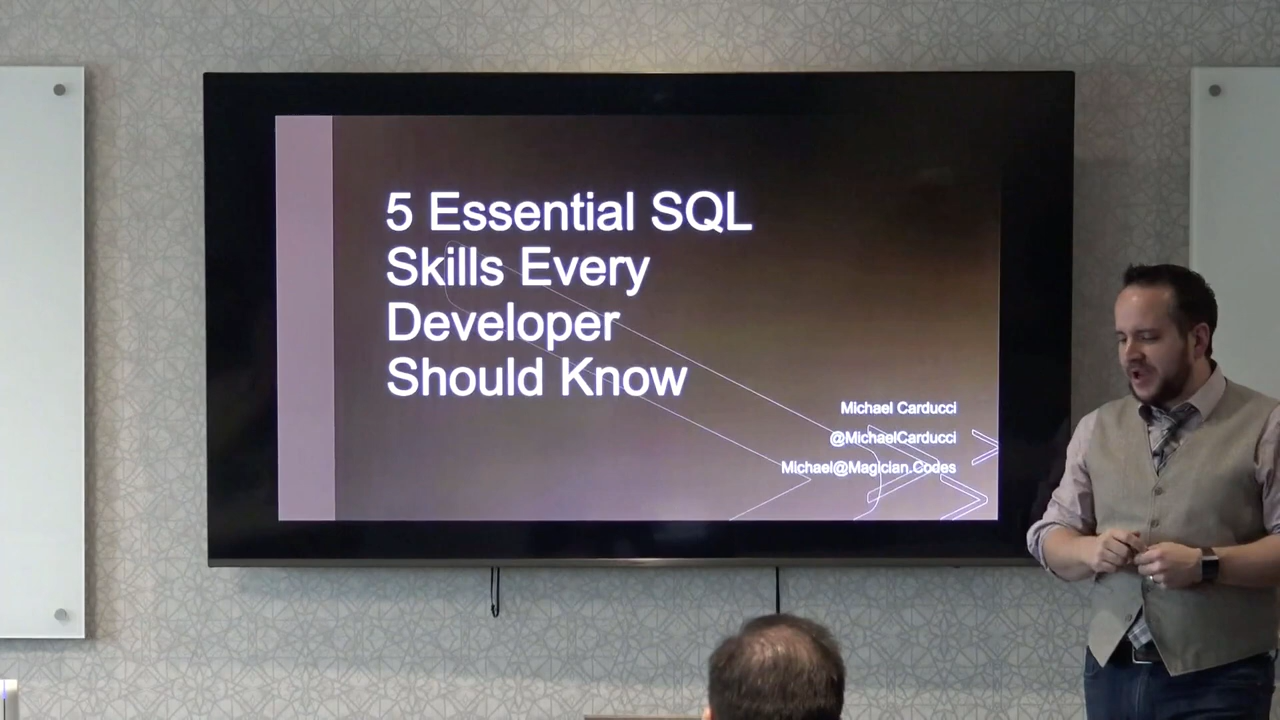 5 Essential SQL
Skills Every
Developer
Should Know
Michael Carducci
@MichaelCarducci
Michael@Magician.Codes